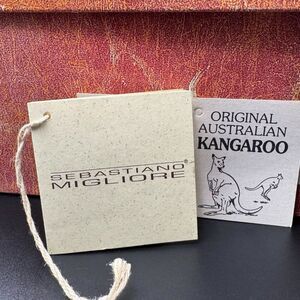 SEBASTIANO®
MIGLIORE
ORIGINAL
AUSTRALIAN
KANGAROO